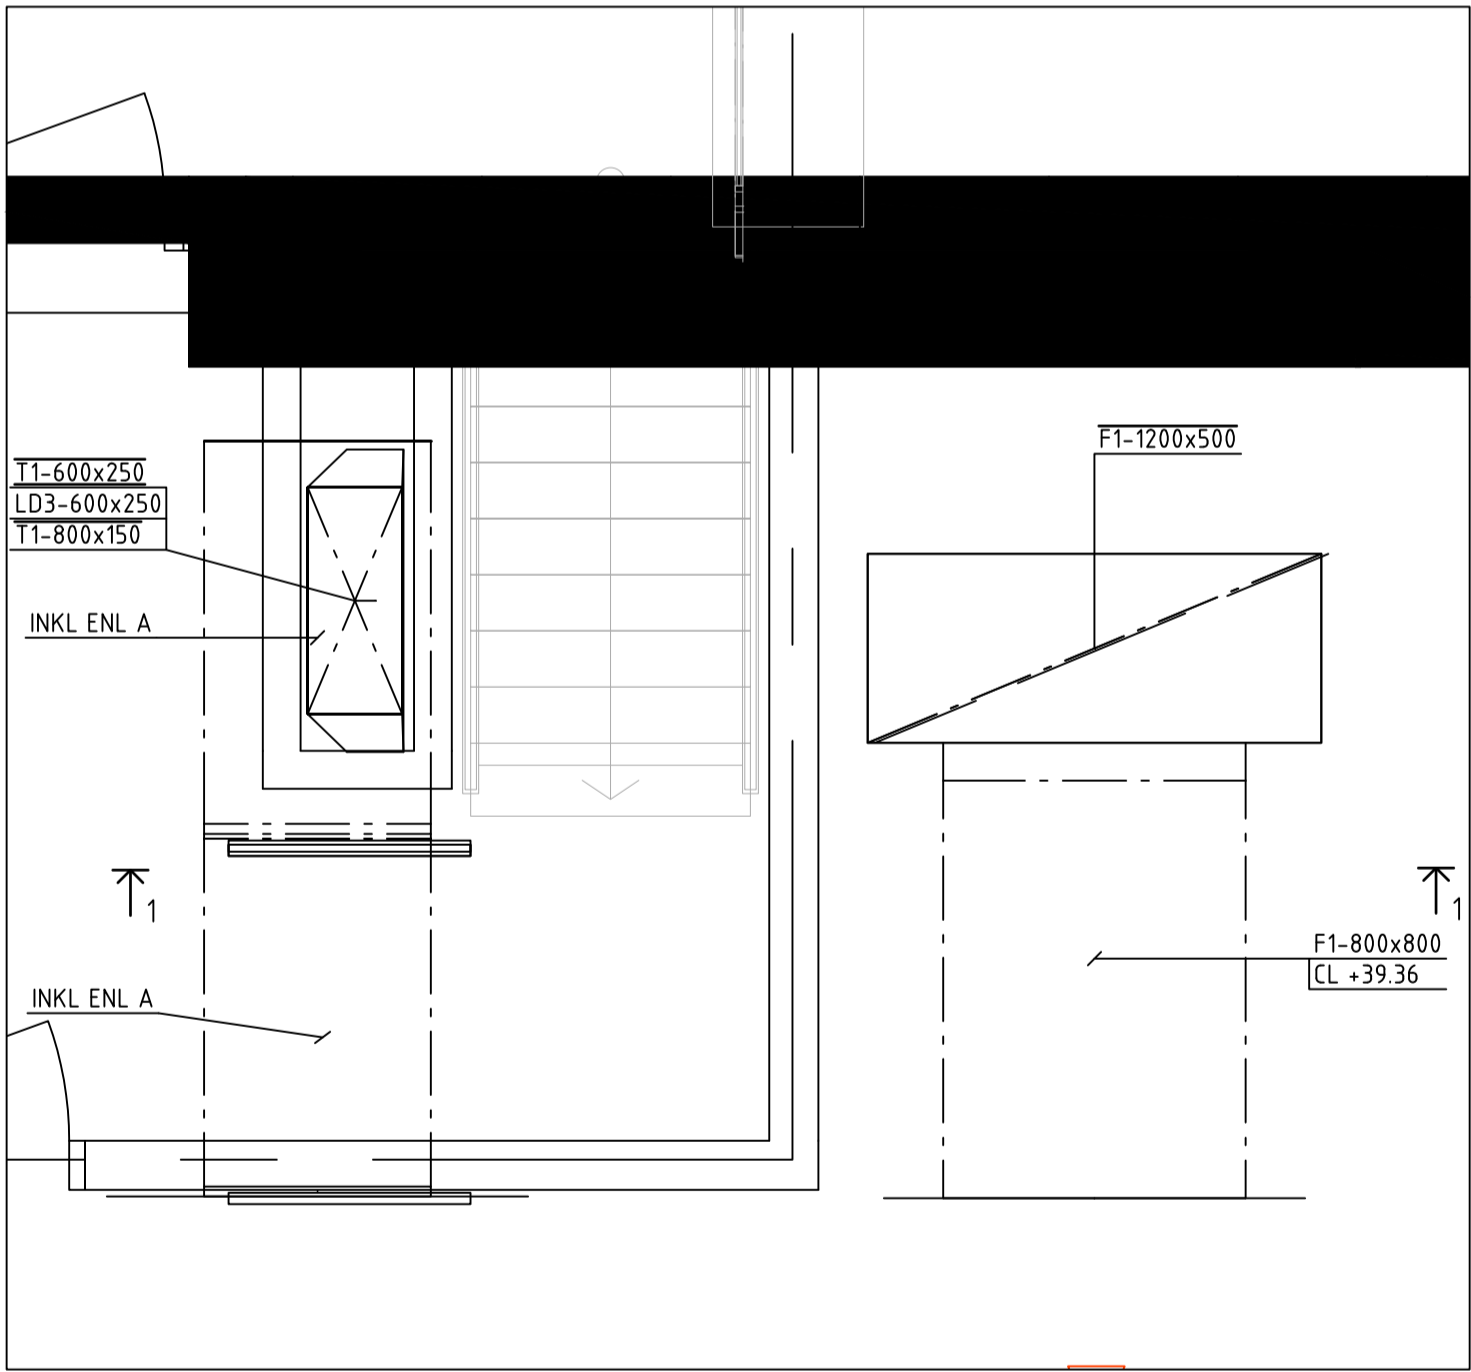 F1-1200x500
T1-600x250
LD3-600x250
T1-800x150
INKL ENL A
1
1
F1-800x800
CL +39.36
INKL ENL A